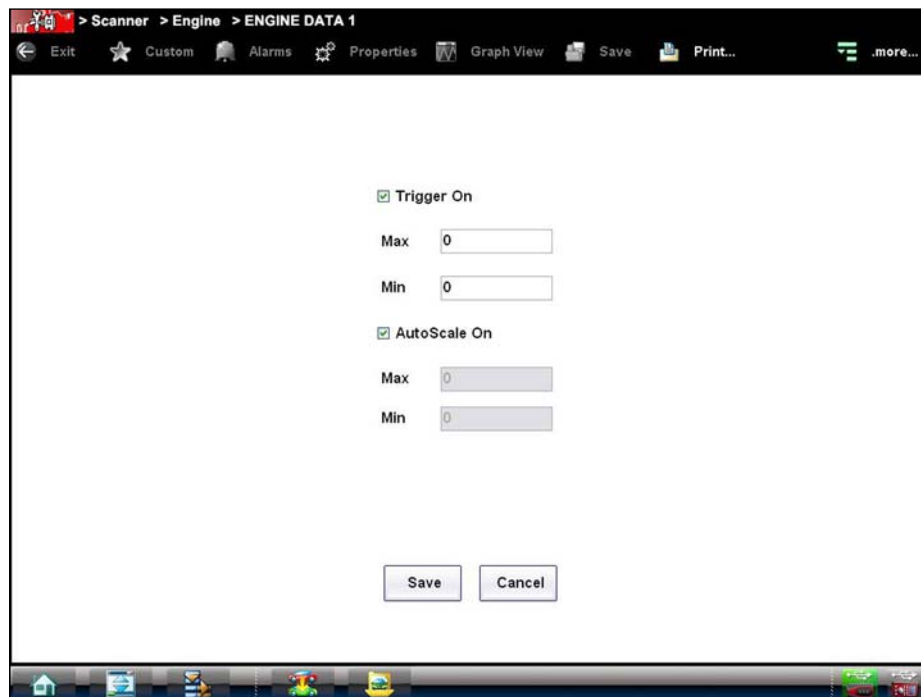 > Scanner > Engine > ENGINE DATA 1
Exit Custom Alarms Properties Graph View Save Print... .more...
Trigger On
Max 0
Min 0
AutoScale On
Max 0
Min 0
Save Cancel